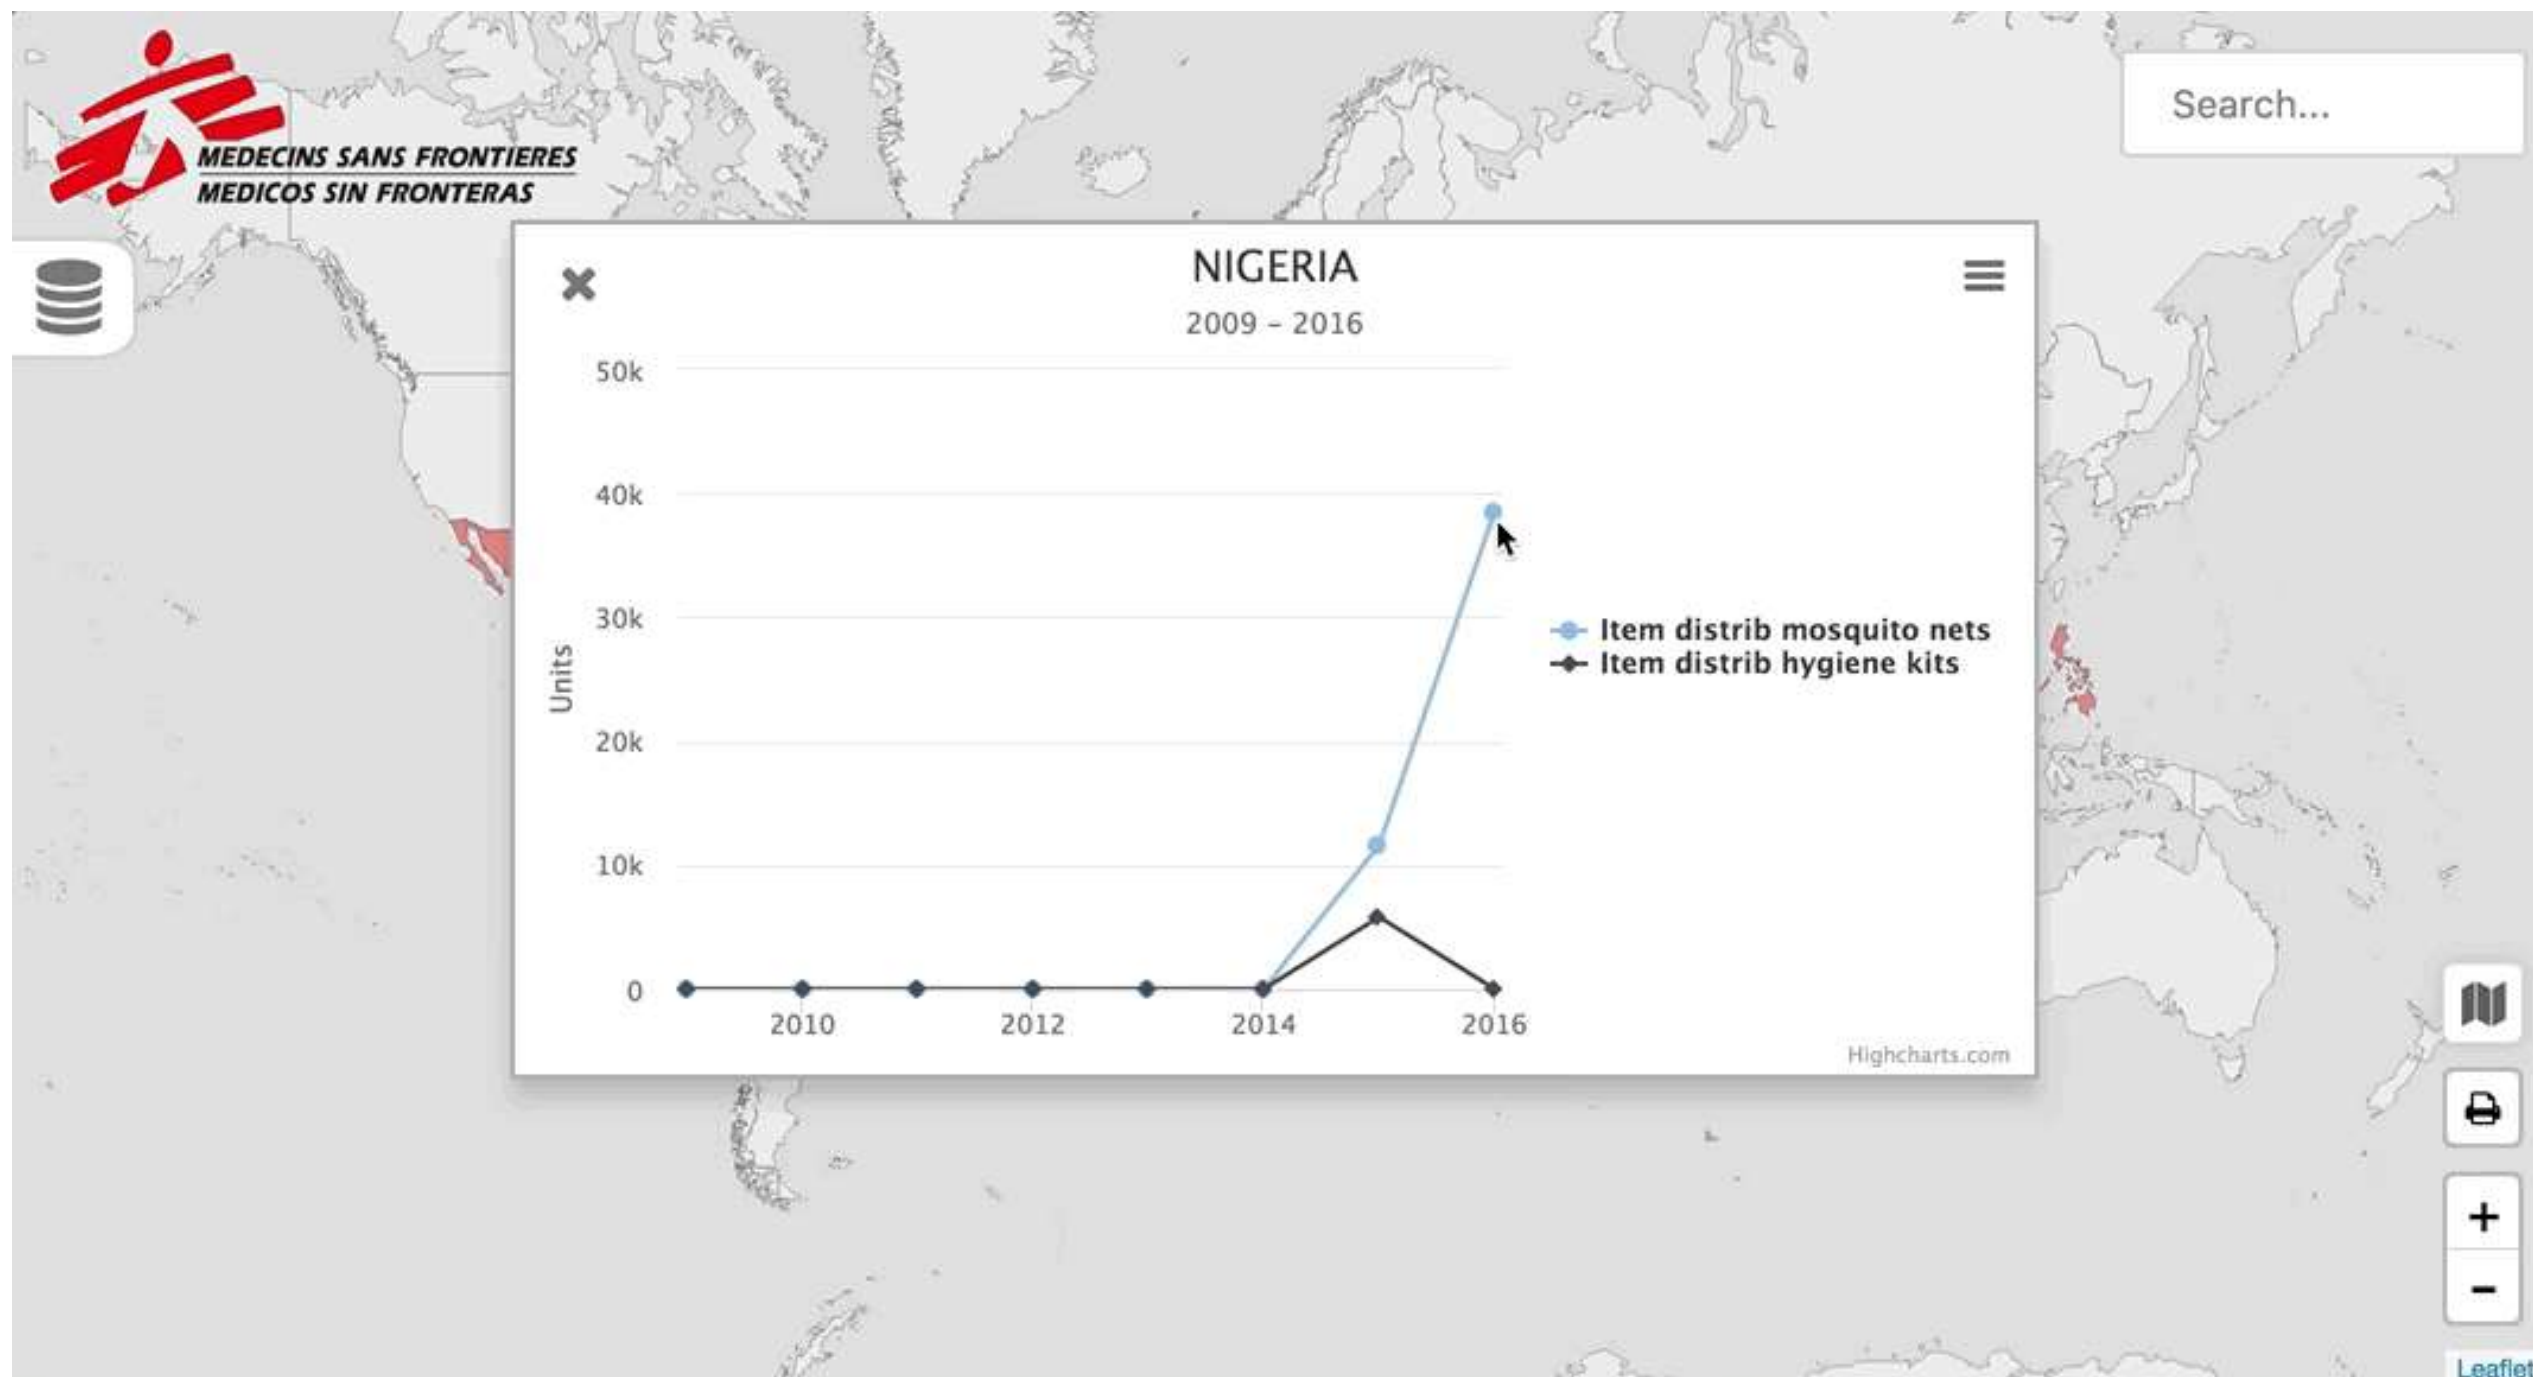 MEDECINS SANS FRONTIERES
MEDICOS SIN FRONTERAS
Search...
NIGERIA
2009 - 2016
50k
40k
30k
20k
10k
0
Units
2010
2012
2014
2016
Item distrib mosquito nets
Item distrib hygiene kits
Highcharts.com
+
-
Leaflet